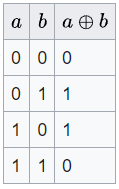 a b a ⊕ b
0 0 0
0 1 1
1 0 1
1 1 0